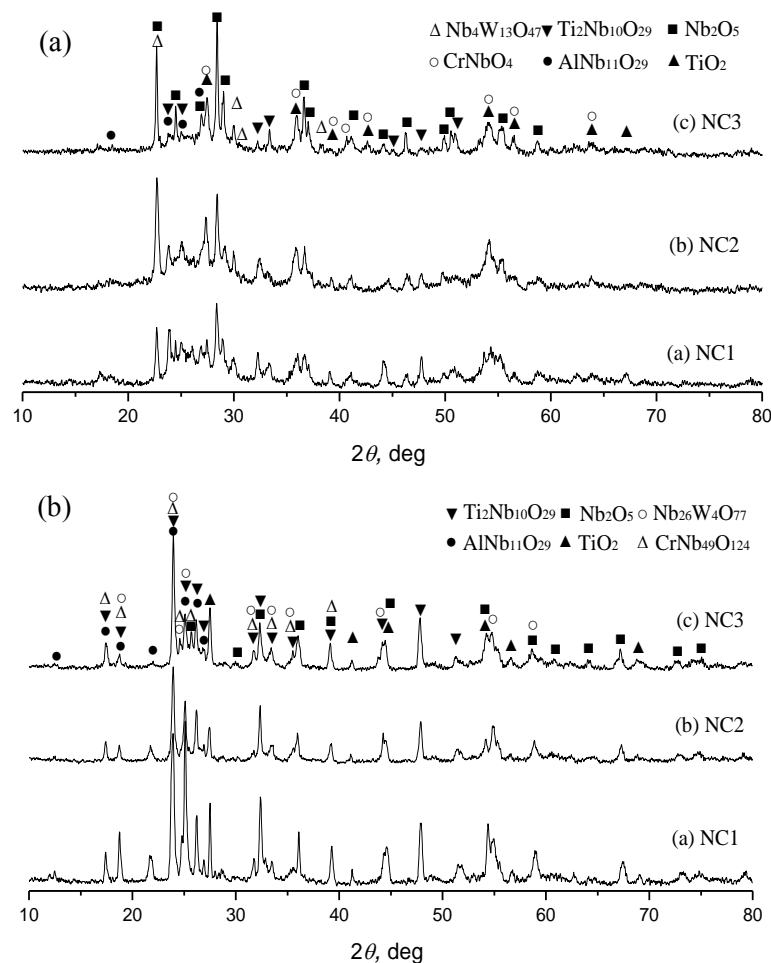 (a)
△ Nb₄W₁₃O₄₇ ▼ Ti₂Nb₁₀O₂₉ ■ Nb₂O₅
○ CrNbO₄ ● AlNb₁₁O₂₉ ▲ TiO₂
(c) NC3
(b) NC2
(a) NC1
10 20 30 40 50 60 70 80
2θ, deg
(b)
▼ Ti₂Nb₁₀O₂₉ ■ Nb₂O₅ ○ Nb₂₆W₄O₇₇
● AlNb₁₁O₂₉ ▲ TiO₂ △ CrNb₄₉O₁₂₄
(c) NC3
(b) NC2
(a) NC1
10 20 30 40 50 60 70 80
2θ, deg